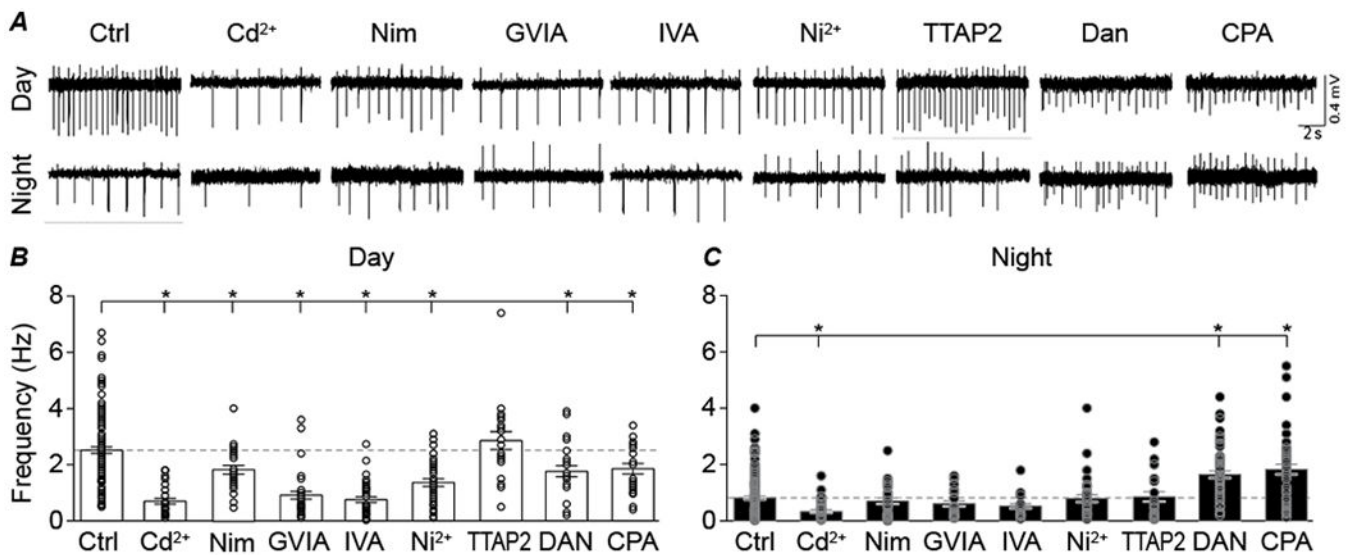 A
Ctrl Cd²⁺ Nim GVIA IVA Ni²⁺ TTAP2 Dan CPA
Day
0.4 mV
2 s
Night
B Day
C Night
8
* * * * * * *
6
4
2
0
Frequency (Hz)
Ctrl Cd²⁺ Nim GVIA IVA Ni²⁺ TTAP2 DAN CPA
8
6
* * *
4
2
0
Ctrl Cd²⁺ Nim GVIA IVA Ni²⁺ TTAP2 DAN CPA